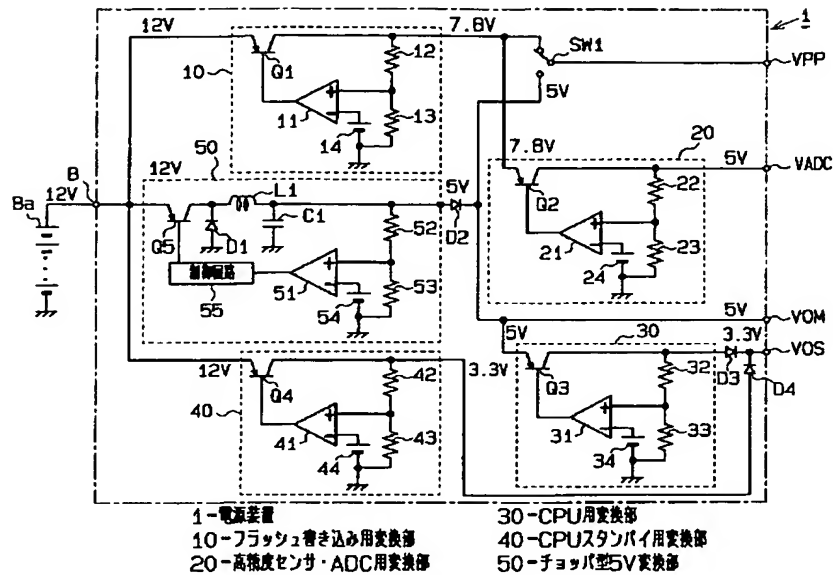 12V 7.8V 1
Q1 12 SW1 VPP
10 11 13 5V
14
50 7.8V 20
12V 5V VADC
Ba 12V B L1 5V Q2 22
Q5 D1 C1 52 D2 21 23
制御回路 51 53 24
55 54 5V 30 5V VOM
3.3V VOS
12V 3.3V
Q4 42 Q3 32 D3 D4
40 41 43 31 33
44 34
1-電源装置 30-CPU用変換部
10-フラッシュ書き込み用変換部 40-CPUスタンバイ用変換部
20-高精度センサ・ADC用変換部 50-チョッパ型5V変換部